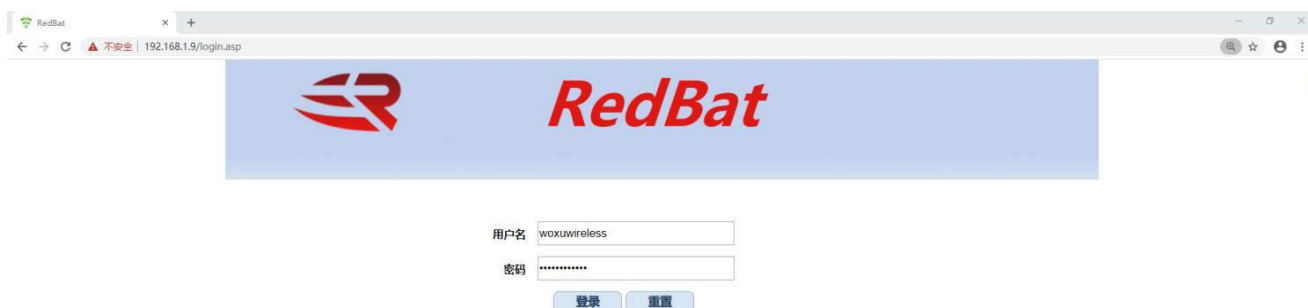 RedBat
不安全 | 192.168.1.9/login.asp
RedBat
用户名 woxuwireless
密码 ••••••••••••
登录 重置